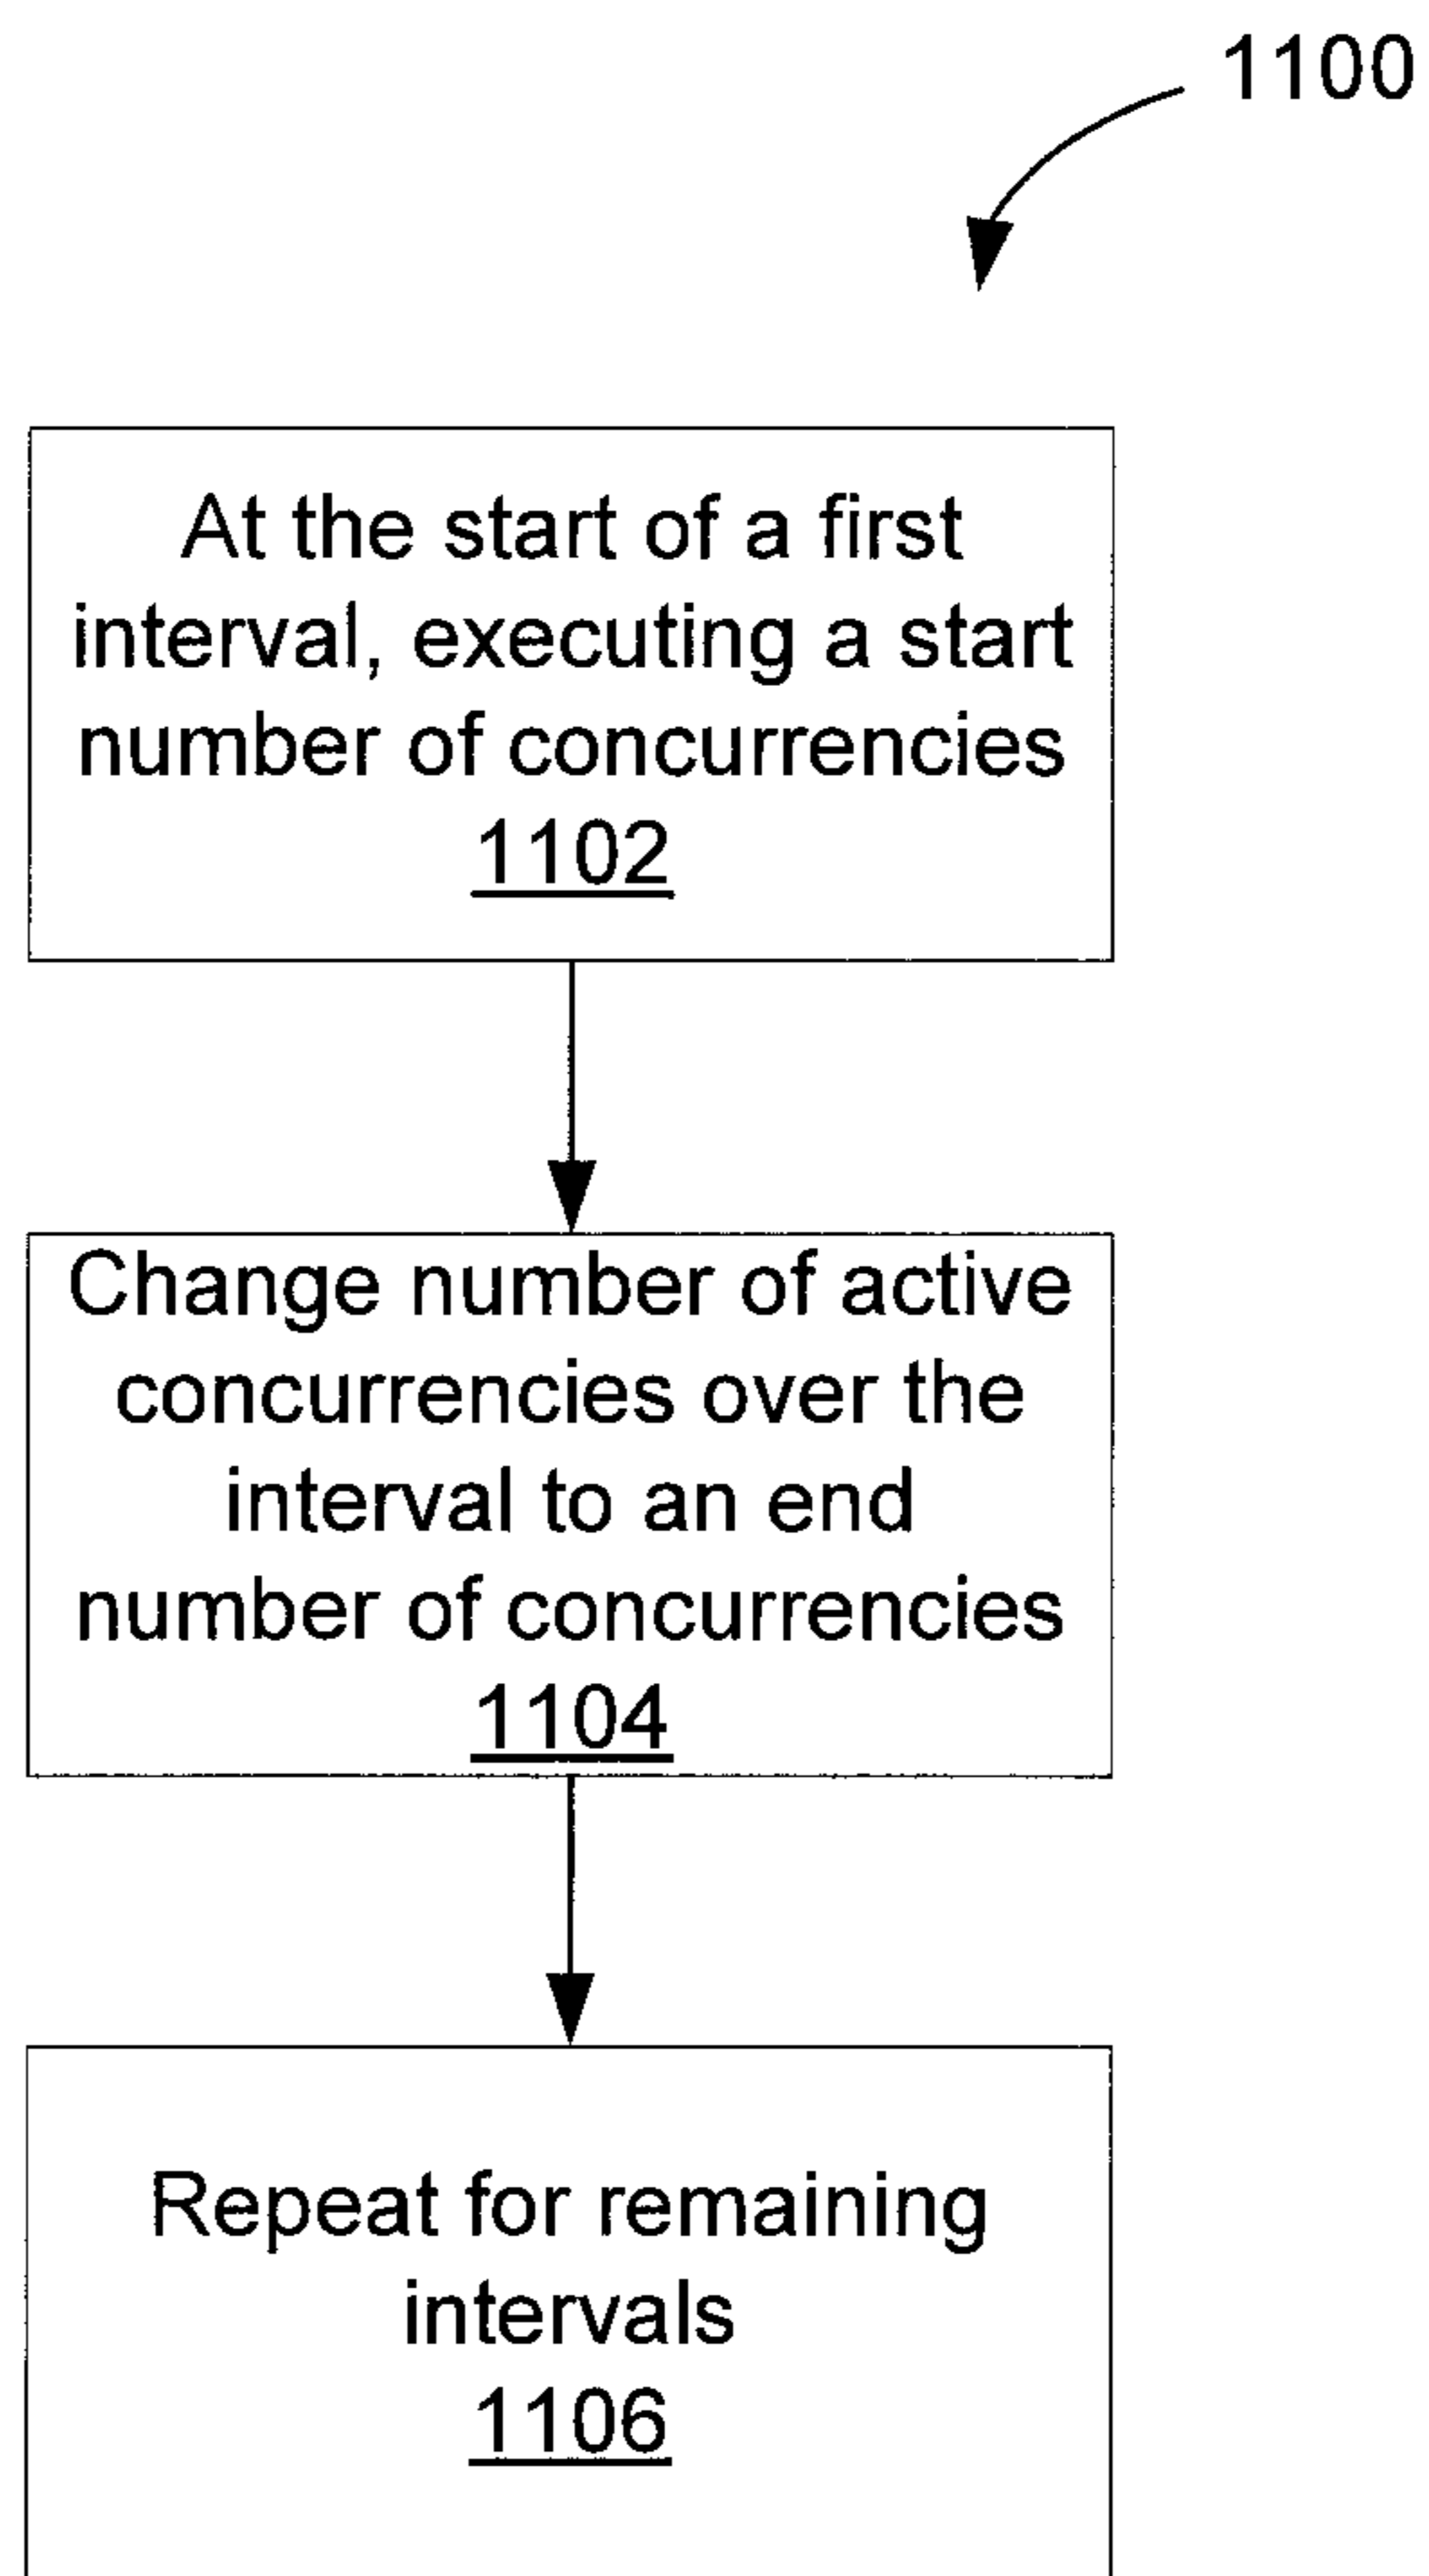 1100
At the start of a first
interval, executing a start
number of concurrencies
1102
Change number of active
concurrencies over the
interval to an end
number of concurrencies
1104
Repeat for remaining
intervals
1106